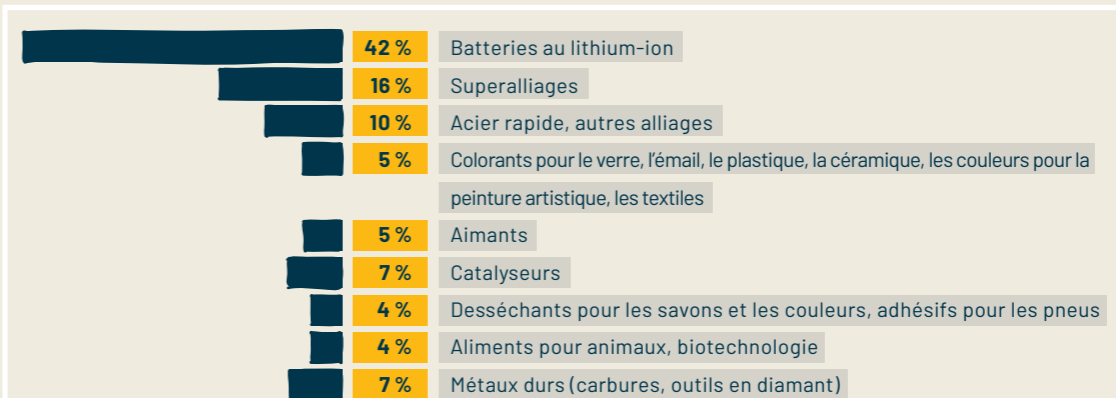 42 % Batteries au lithium-ion
16 % Superalliages
10 % Acier rapide, autres alliages
5 % Colorants pour le verre, l'émail, le plastique, la céramique, les couleurs pour la
peinture artistique, les textiles
5 % Aimants
7 % Catalyseurs
4 % Desséchants pour les savons et les couleurs, adhésifs pour les pneus
4 % Aliments pour animaux, biotechnologie
7 % Métaux durs (carbures, outils en diamant)